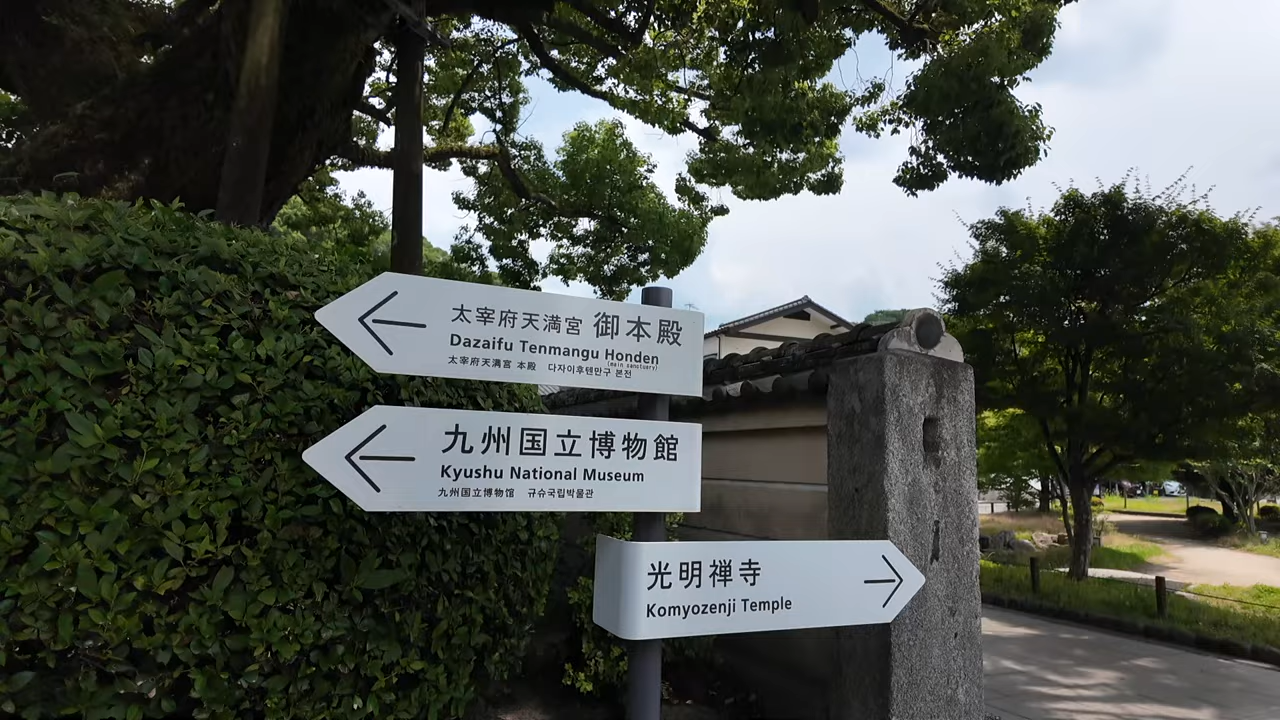 太宰府天満宮 御本殿
Dazaifu Tenmangu Honden
(main sanctuary)
太宰府天満宮 本殿 다자이후텐만구 본전
九州国立博物館
Kyushu National Museum
九州国立博物馆 규슈국립박물관
光明禅寺
Komyozenji Temple